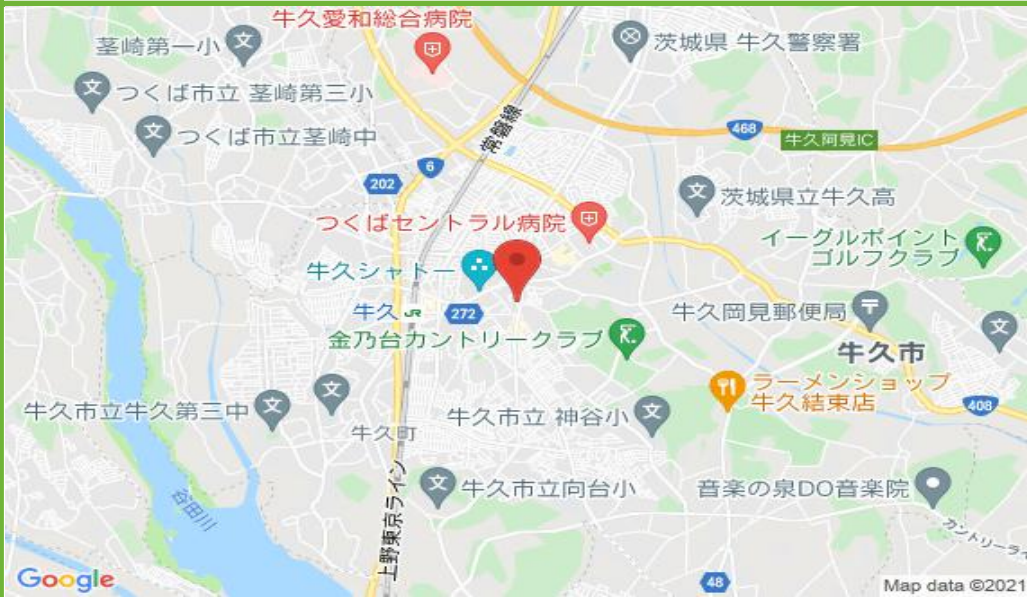 牛久愛和総合病院
茎崎第一小
茨城県 牛久警察署
つくば市立 茎崎第三小
つくば市立茎崎中
常磐線
468
牛久阿見IC
6
202
茨城県立牛久高
つくばセントラル病院
イーグルポイント
ゴルフクラブ
牛久シャトー
牛久
JR
272
牛久岡見郵便局
金乃台カントリークラブ
牛久市
ラーメンショップ
牛久結束店
408
牛久市立牛久第三中
牛久町
牛久市立 神谷小
牛久市立向台小
音楽の泉DO音楽院
谷田川
上野東京ライン
カントリーライ
48
Google
Map data ©2021